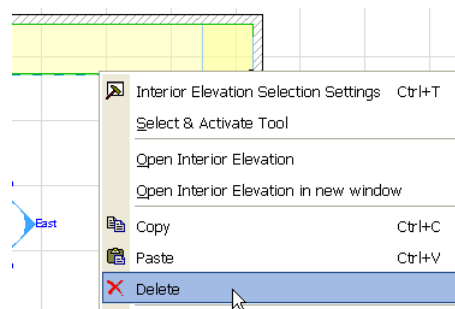 Interior Elevation Selection Settings Ctrl+T
Select & Activate Tool
Open Interior Elevation
Open Interior Elevation in new window
East
Copy Ctrl+C
Paste Ctrl+V
Delete